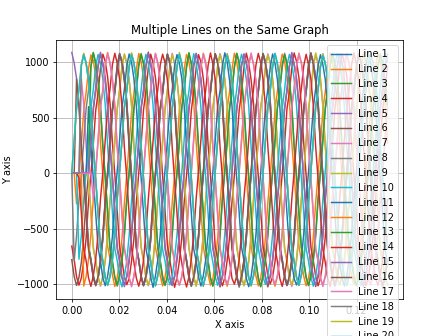 Multiple Lines on the Same Graph
Y axis
1000
500
0
−500
−1000
0.00
0.02
0.04
0.06
0.08
0.10
X axis
Line 1
Line 2
Line 3
Line 4
Line 5
Line 6
Line 7
Line 8
Line 9
Line 10
Line 11
Line 12
Line 13
Line 14
Line 15
Line 16
Line 17
Line 18
Line 19
Line 20